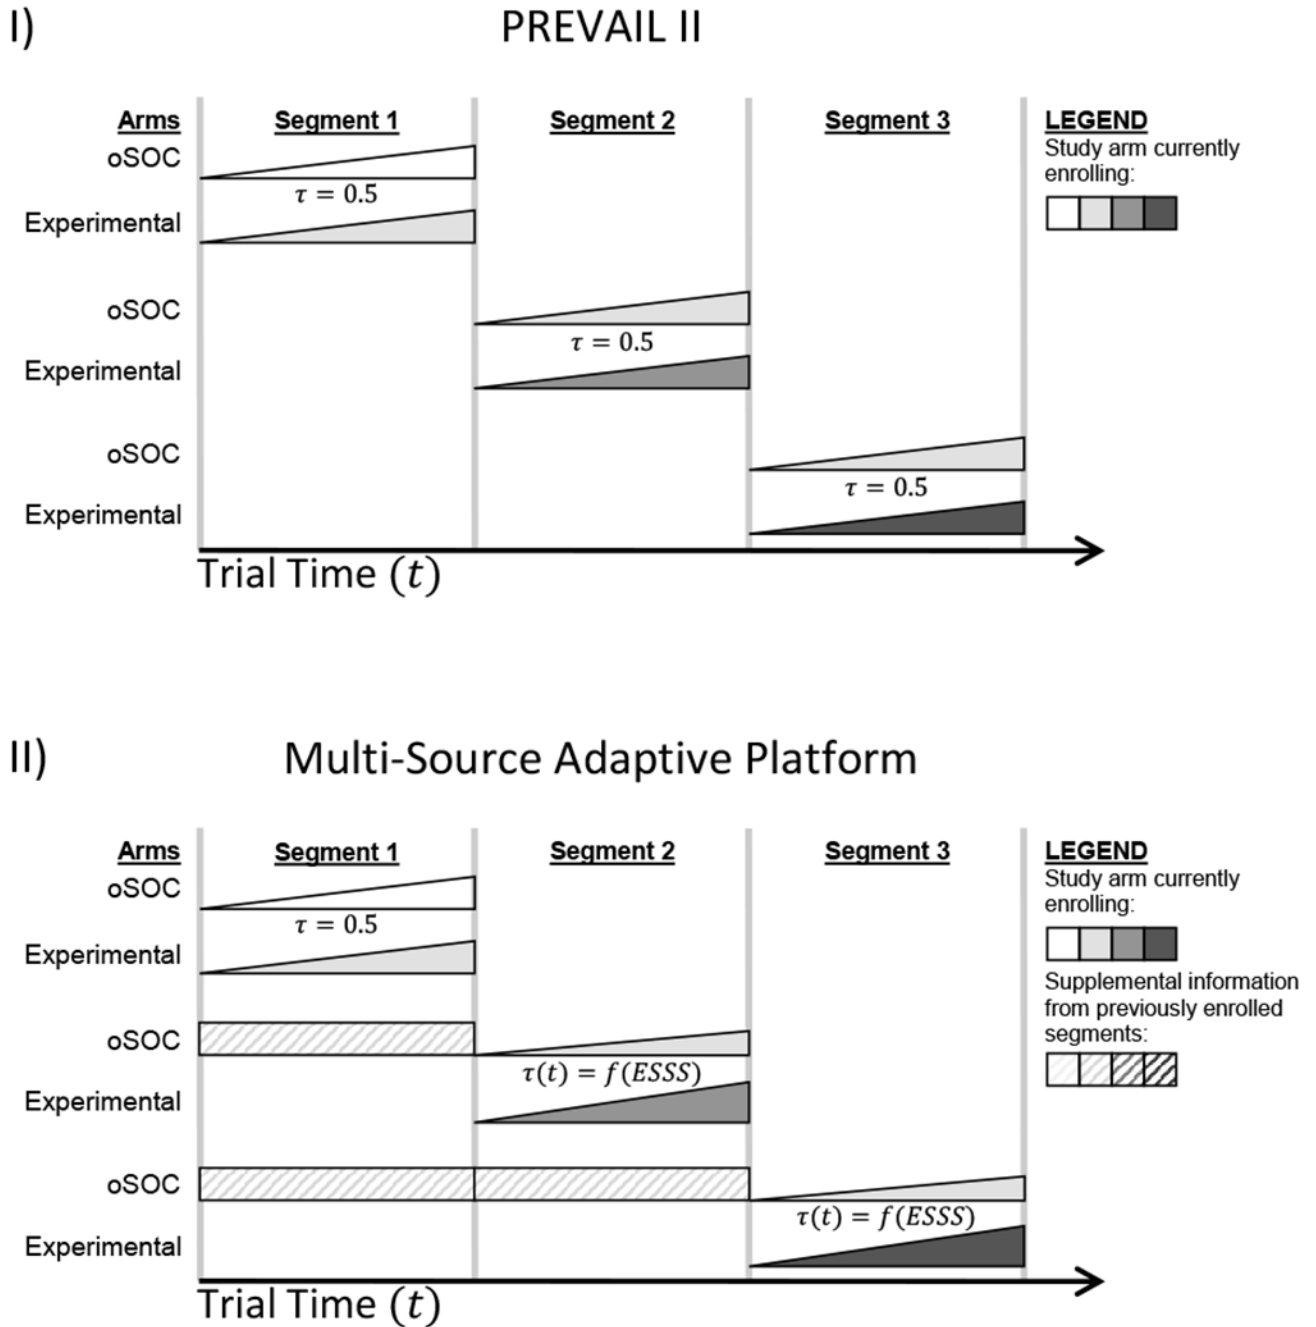 I) PREVAIL II
Arms Segment 1 Segment 2 Segment 3 LEGEND
oSOC
Study arm currently
enrolling:
τ = 0.5
Experimental
oSOC
τ = 0.5
Experimental
oSOC
τ = 0.5
Experimental
Trial Time (t)
II) Multi-Source Adaptive Platform
Arms Segment 1 Segment 2 Segment 3 LEGEND
oSOC
Study arm currently
enrolling:
τ = 0.5
Experimental
Supplemental information
from previously enrolled
segments:
oSOC
τ(t) = f(ESSS)
Experimental
oSOC
τ(t) = f(ESSS)
Experimental
Trial Time (t)